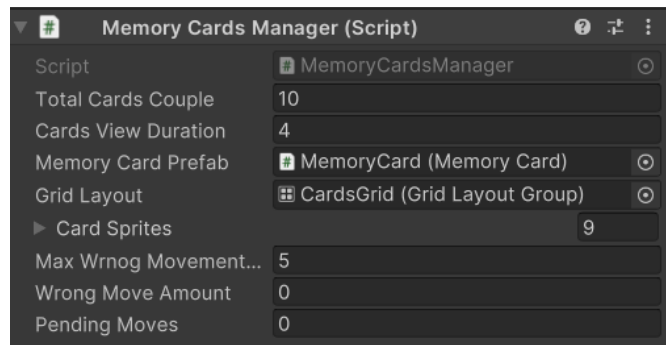 Memory Cards Manager (Script)
Script MemoryCardsManager
Total Cards Couple 10
Cards View Duration 4
Memory Card Prefab MemoryCard (Memory Card)
Grid Layout CardsGrid (Grid Layout Group)
Card Sprites 9
Max Wrnog Movement... 5
Wrong Move Amount 0
Pending Moves 0